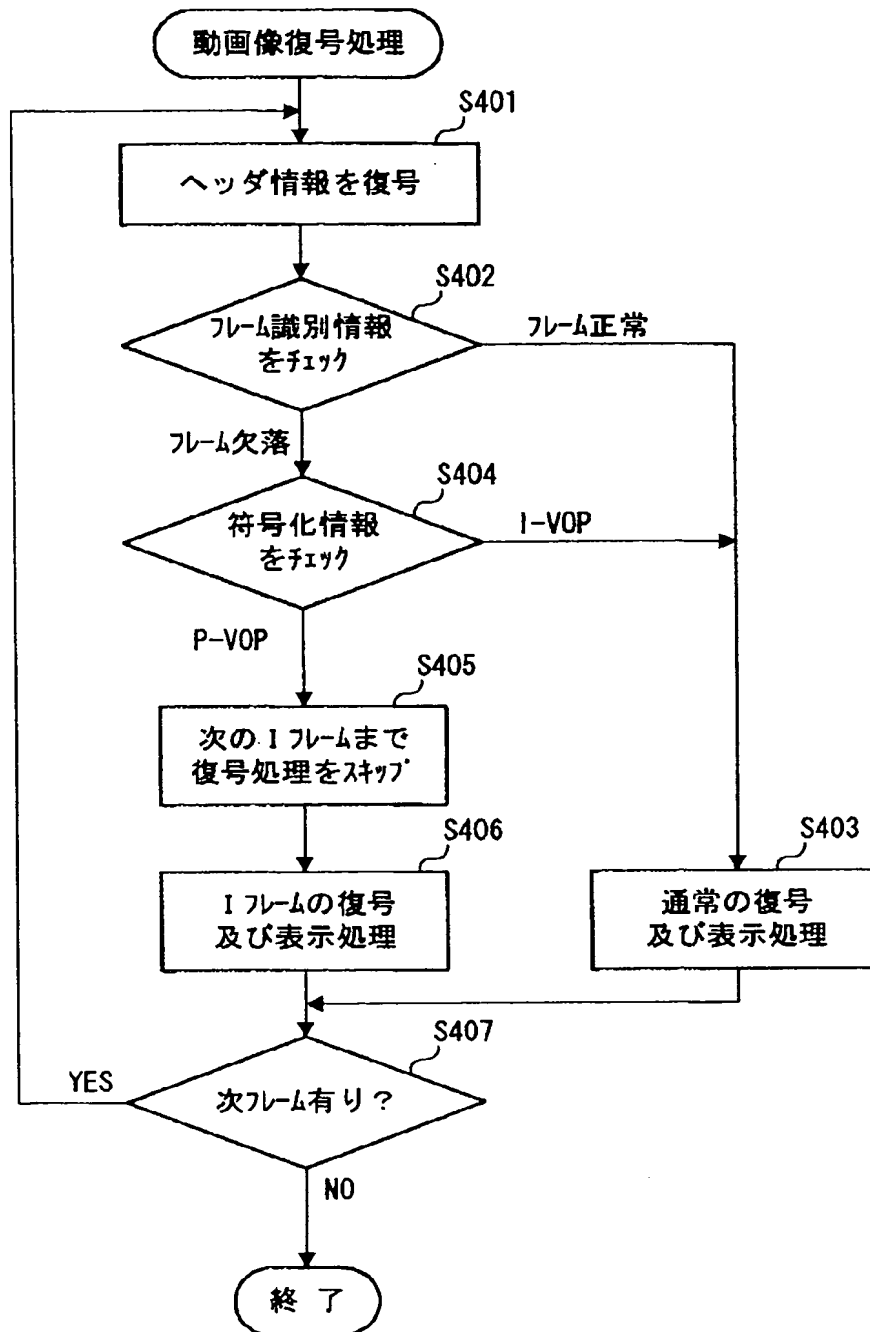 動画像復号処理
S401
ヘッダ情報を復号
S402
フレーム識別情報
をチェック
フレーム正常
フレーム欠落
S404
符号化情報
をチェック
I-VOP
P-VOP
S405
次の I フレームまで
復号処理をスキップ
S406
I フレームの復号
及び表示処理
S403
通常の復号
及び表示処理
S407
YES
次フレーム有り?
NO
終了